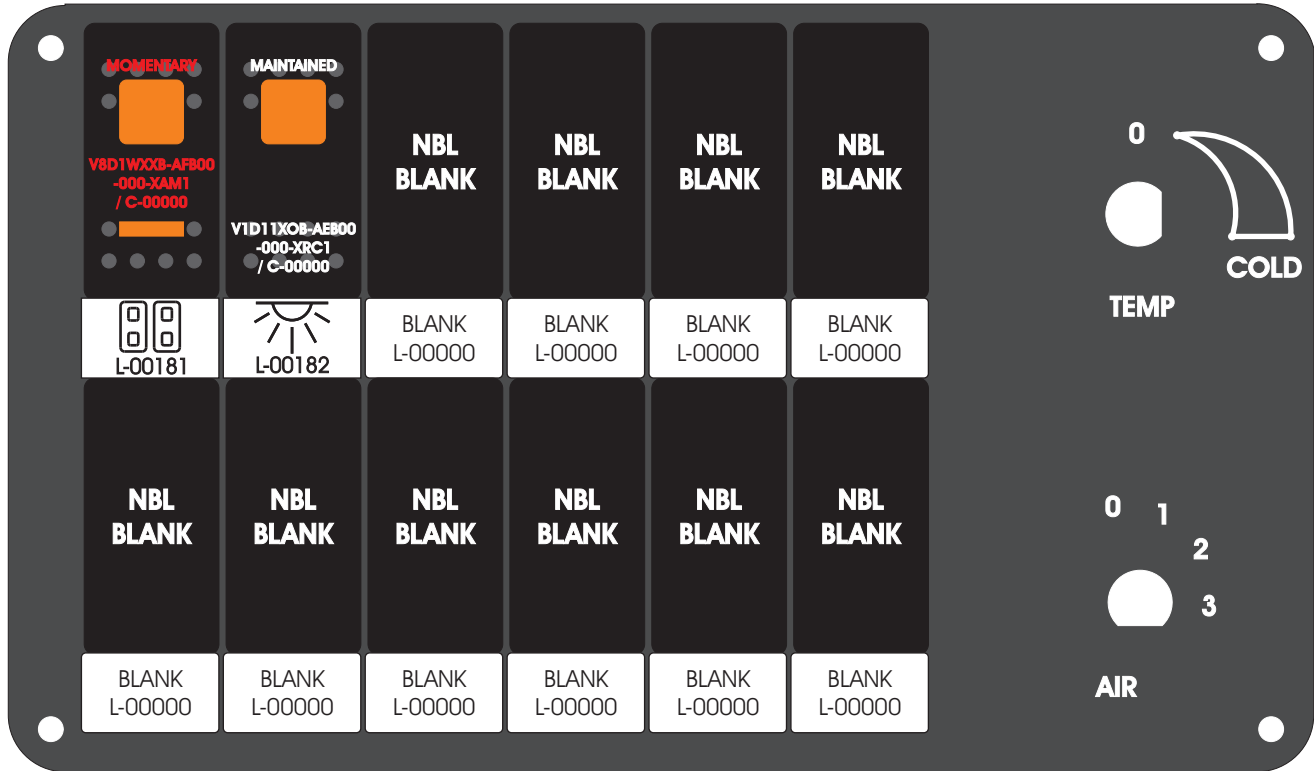 MOMENTARY
V8D1WXXB-AFB00
-000-XAM1
/ C-00000
L-00181
MAINTAINED
V1D11XOB-AEB00
-000-XRC1
/ C-00000
L-00182
NBL
BLANK
BLANK
L-00000
NBL
BLANK
BLANK
L-00000
NBL
BLANK
BLANK
L-00000
NBL
BLANK
BLANK
L-00000
NBL
BLANK
BLANK
L-00000
NBL
BLANK
BLANK
L-00000
NBL
BLANK
BLANK
L-00000
NBL
BLANK
BLANK
L-00000
NBL
BLANK
BLANK
L-00000
NBL
BLANK
BLANK
L-00000
0
COLD
TEMP
0
1
2
3
AIR